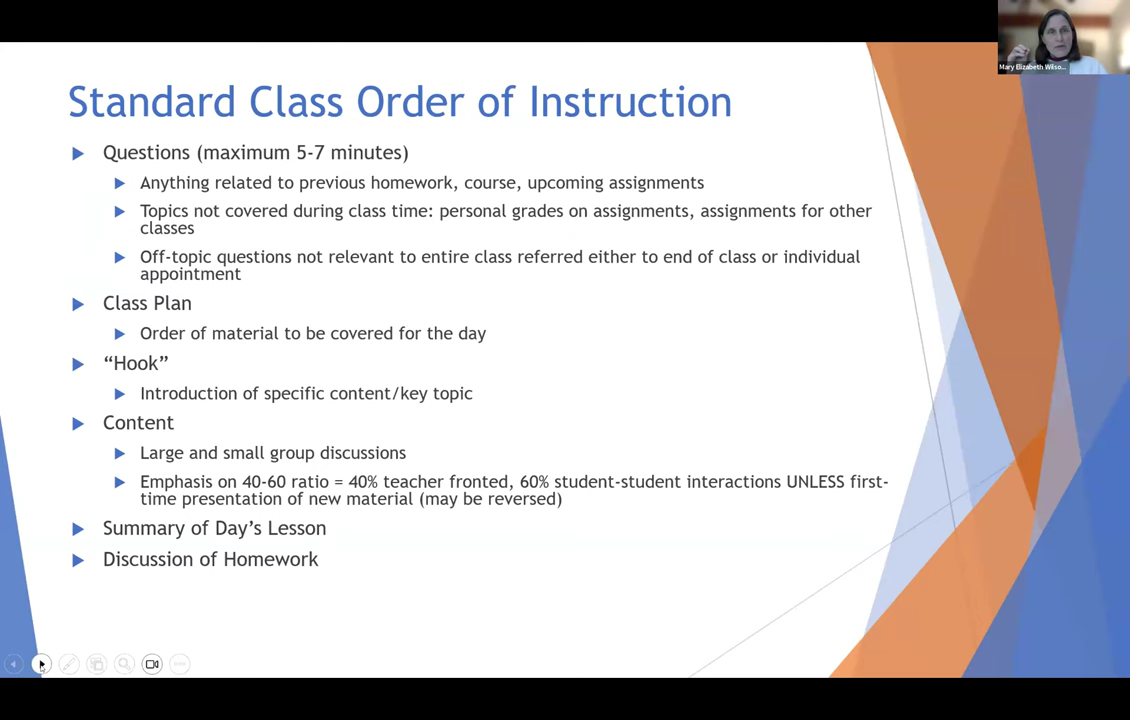 Mary Elizabeth Wilso...
Standard Class Order of Instruction
Questions (maximum 5-7 minutes)
Anything related to previous homework, course, upcoming assignments
Topics not covered during class time: personal grades on assignments, assignments for other
classes
Off-topic questions not relevant to entire class referred either to end of class or individual
appointment
Class Plan
Order of material to be covered for the day
“Hook”
Introduction of specific content/key topic
Content
Large and small group discussions
Emphasis on 40-60 ratio = 40% teacher fronted, 60% student-student interactions UNLESS first-
time presentation of new material (may be reversed)
Summary of Day’s Lesson
Discussion of Homework